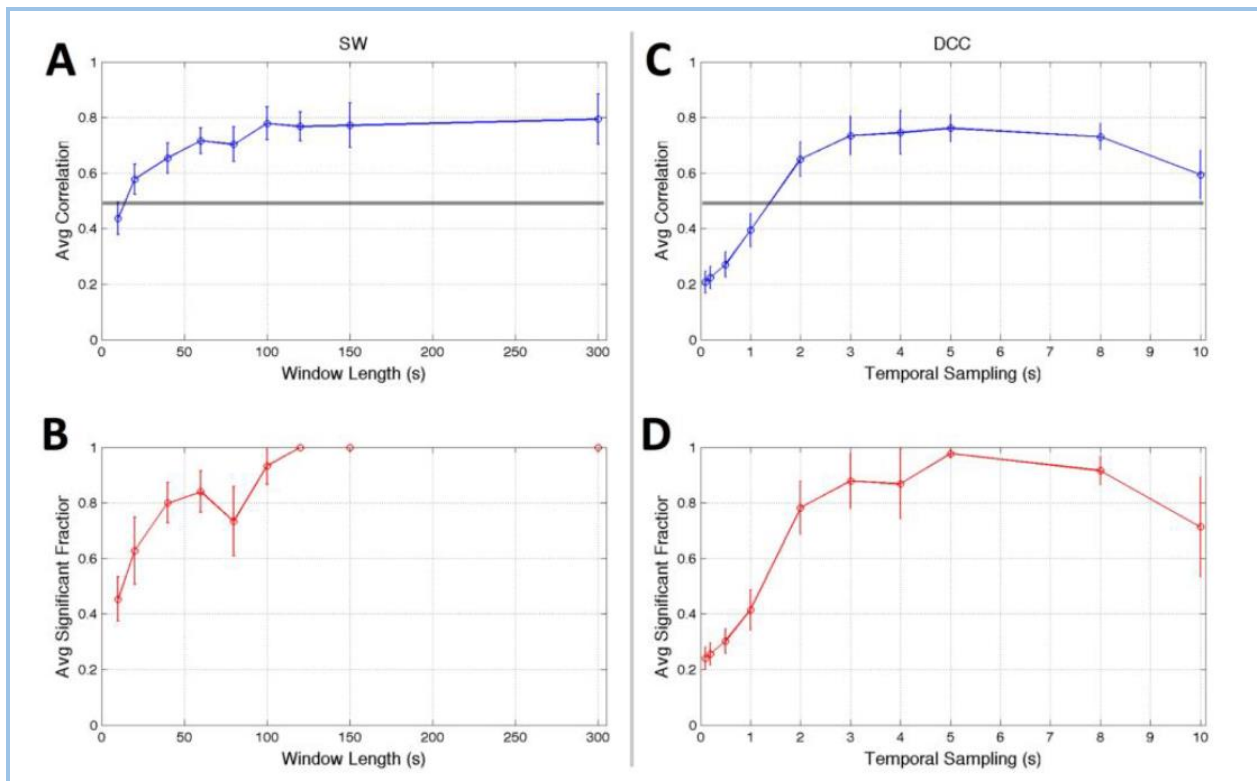 A
SW
1
0.8
0.6
0.4
0.2
0
Avg Correlation
0 50 100 150 200 250 300
Window Length (s)
B
1
0.8
0.6
0.4
0.2
0
Avg Significant Fraction
0 50 100 150 200 250 300
Window Length (s)
C
DCC
1
0.8
0.6
0.4
0.2
0
Avg Correlation
0 1 2 3 4 5 6 7 8 9 10
Temporal Sampling (s)
D
1
0.8
0.6
0.4
0.2
0
Avg Significant Fraction
0 1 2 3 4 5 6 7 8 9 10
Temporal Sampling (s)